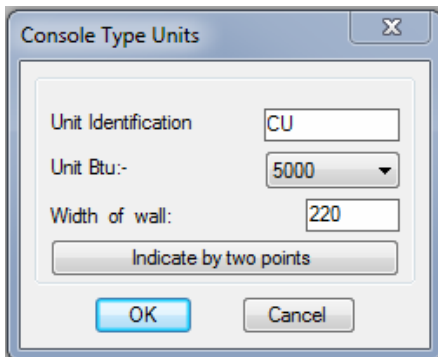 Console Type Units
Unit Identification CU
Unit Btu:- 5000
Width of wall: 220
Indicate by two points
OK Cancel